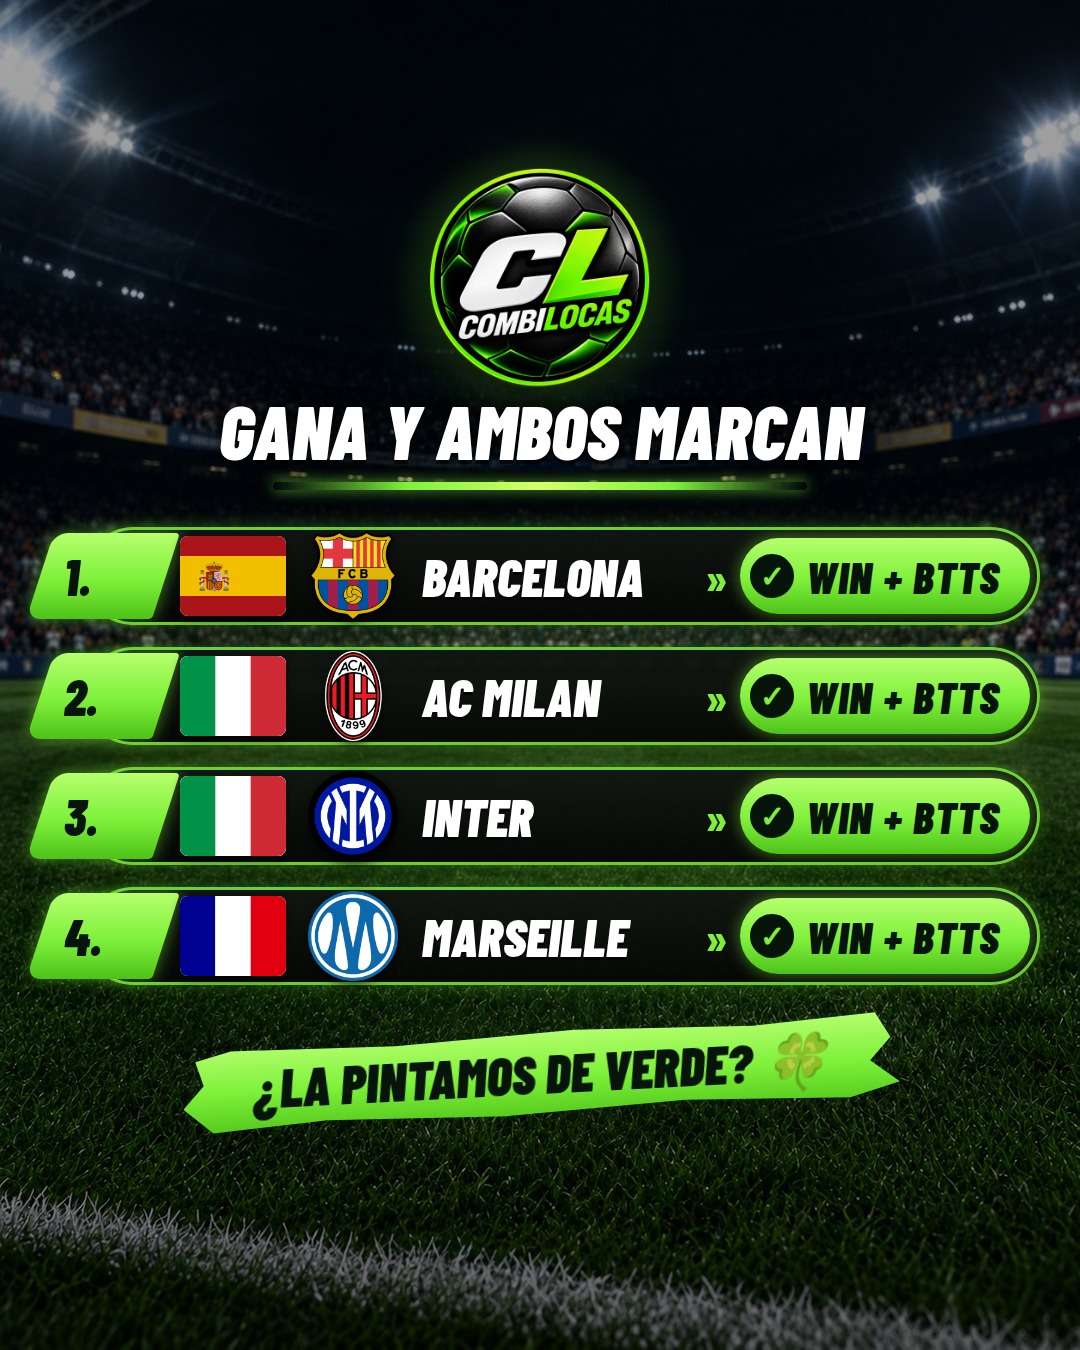 CL
COMBILOCAS
GANA Y AMBOS MARCAN
1. FCB BARCELONA » ✓ WIN + BTTS
2. ACM 1899 AC MILAN » ✓ WIN + BTTS
3. INTER » ✓ WIN + BTTS
4. MARSEILLE » ✓ WIN + BTTS
¿LA PINTAMOS DE VERDE? 🍀